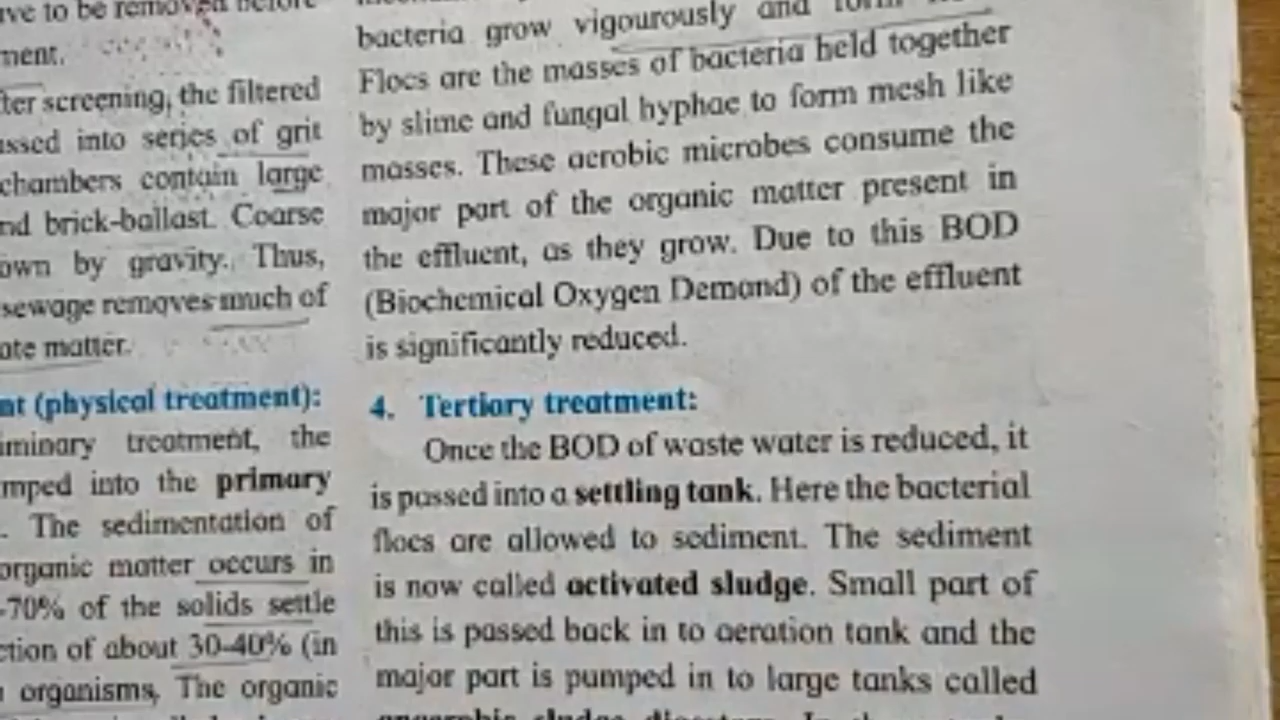 ve to be removed before
ment.
ter screening, the filtered
ssed into series of grit
chambers contain large
nd brick-ballast. Coarse
own by gravity. Thus,
sewage removes much of
ate matter.
nt (physical treatment):
iminary treatment, the
mped into the primary
. The sedimentation of
organic matter occurs in
-70% of the solids settle
ction of about 30-40% (in
organisms, The organic
bacteria grow vigourously and form
Flocs are the masses of bacteria held together
by slime and fungal hyphae to form mesh like
masses. These aerobic microbes consume the
major part of the organic matter present in
the effluent, as they grow. Due to this BOD
(Biochemical Oxygen Demand) of the effluent
is significantly reduced.
4. Tertiary treatment:
Once the BOD of waste water is reduced, it
is passed into a settling tank. Here the bacterial
flocs are allowed to sediment. The sediment
is now called activated sludge. Small part of
this is passed back in to aeration tank and the
major part is pumped in to large tanks called